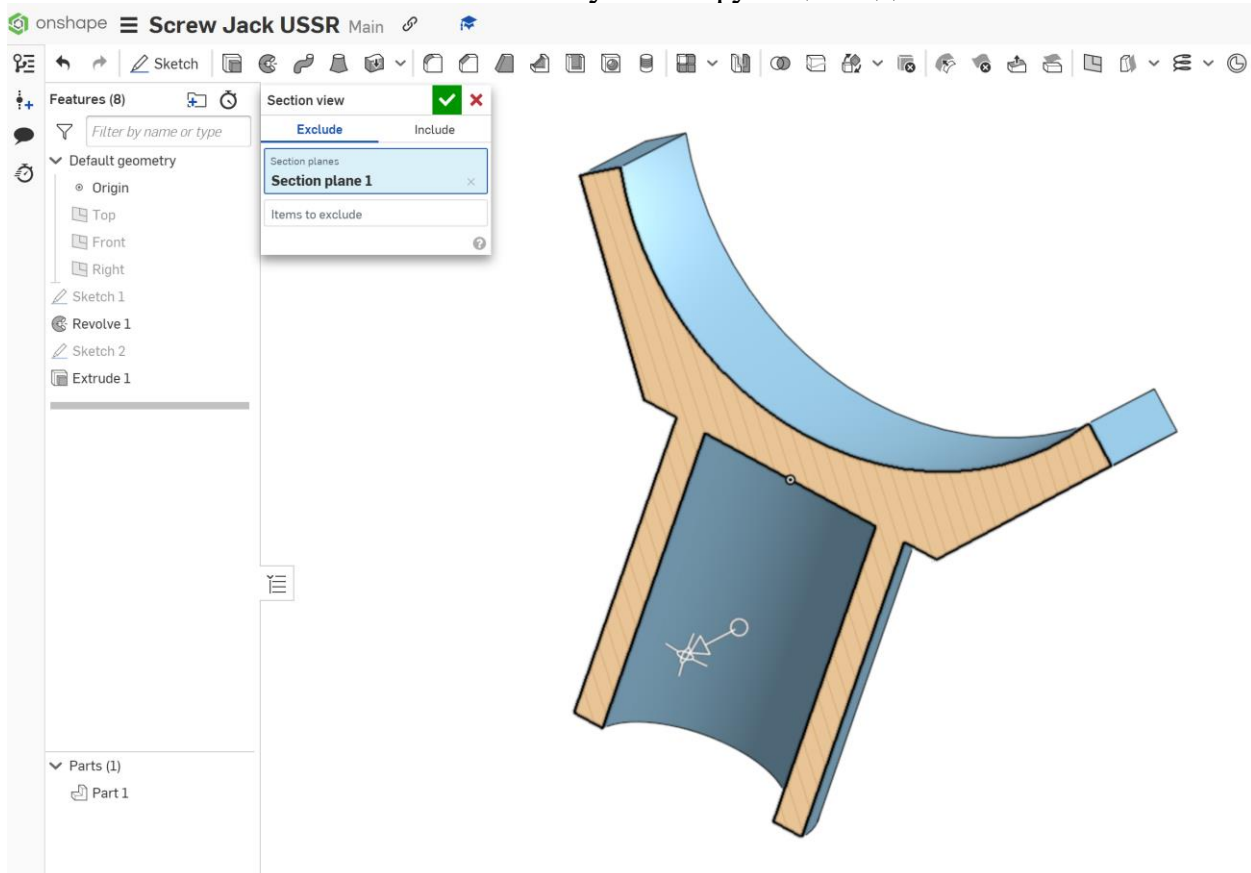 onshape Screw Jack USSR Main
Sketch
Features (8)
Filter by name or type
Default geometry
Origin
Top
Front
Right
Sketch 1
Revolve 1
Sketch 2
Extrude 1
Section view
Exclude Include
Section planes
Section plane 1
Items to exclude
Parts (1)
Part 1